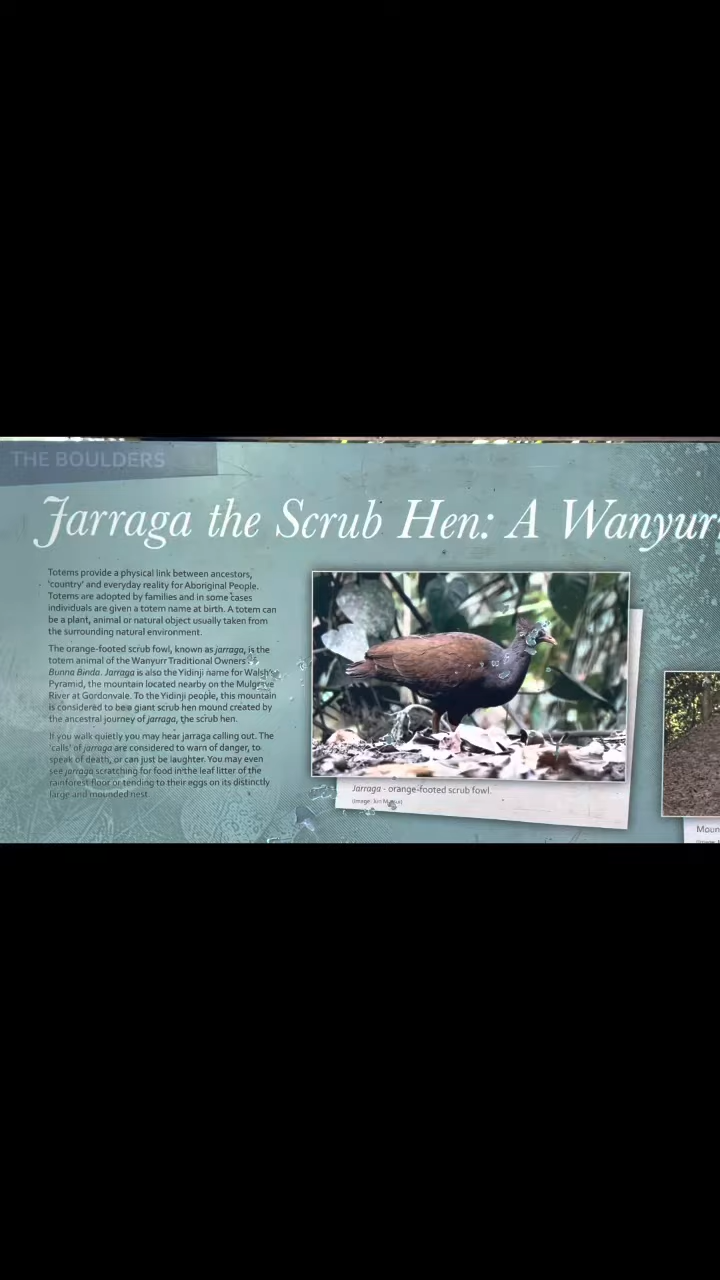 THE BOULDERS
Jarraga the Scrub Hen: A Wanyurr
Totems provide a physical link between ancestors,
'country' and everyday reality for Aboriginal People.
Totems are adopted by families and in some cases
individuals are given a totem name at birth. A totem can
be a plant, animal or natural object usually taken from
the surrounding natural environment.
The orange-footed scrub fowl, known as jarraga, is the
totem animal of the Wanyurr Traditional Owners of
Bunna Binda. Jarraga is also the Yidinji name for Walsh's
Pyramid, the mountain located nearby on the Mulgrave
River at Gordonvale. To the Yidinji people, this mountain
is considered to be a giant scrub hen mound created by
the ancestral journey of jarraga, the scrub hen.
If you walk quietly you may hear jarraga calling out. The
'calls' of jarraga are considered to warn of danger, to
speak of death, or can just be laughter. You may even
see jarraga scratching for food in the leaf litter of the
rainforest floor or tending to their eggs on its distinctly
large and mounded nest.
Jarraga - orange-footed scrub fowl.
(Image:
Moun